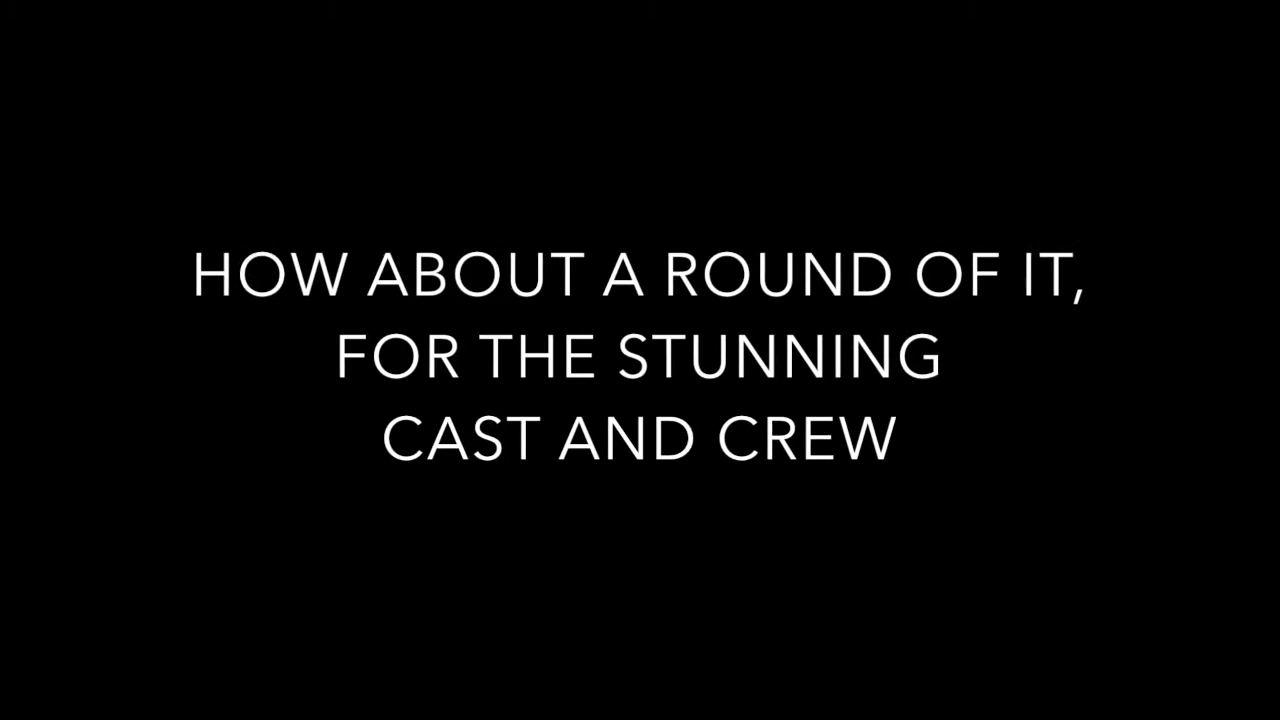 HOW ABOUT A ROUND OF IT,
FOR THE STUNNING
CAST AND CREW